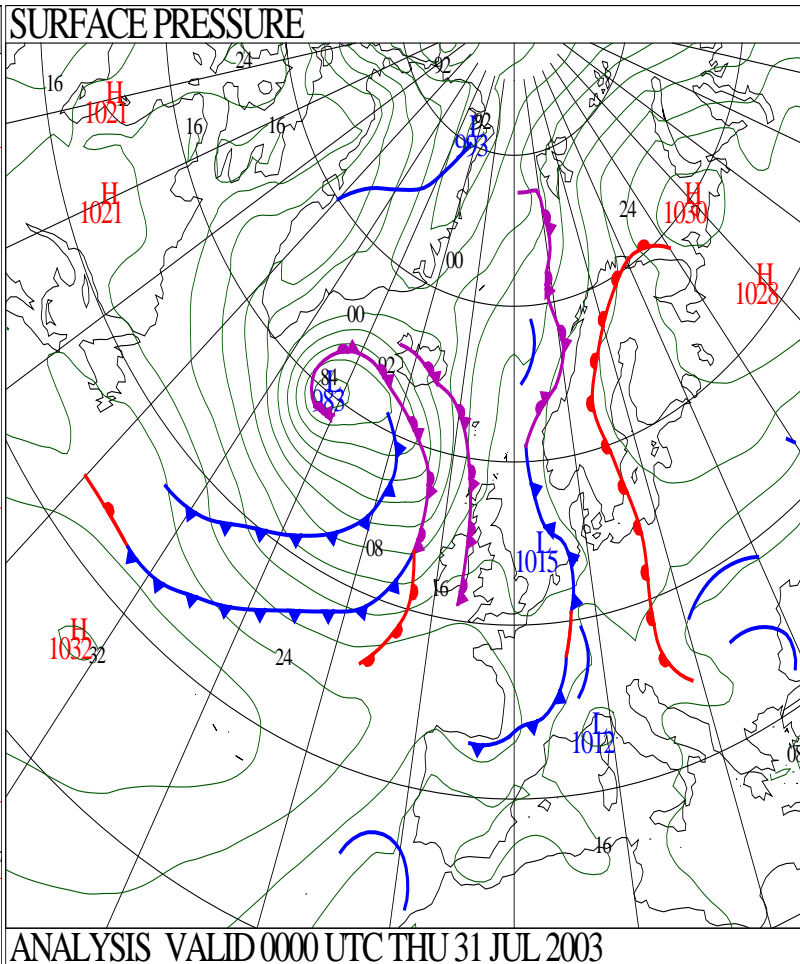 SURFACE PRESSURE
24
92
16
H
1021
16
16
92
L
993
H
1021
24
H
1030
00
H
1028
00
92
84
L
983
08
L
1015
16
H
1032
32
24
L
1012
08
16
ANALYSIS VALID 0000 UTC THU 31 JUL 2003